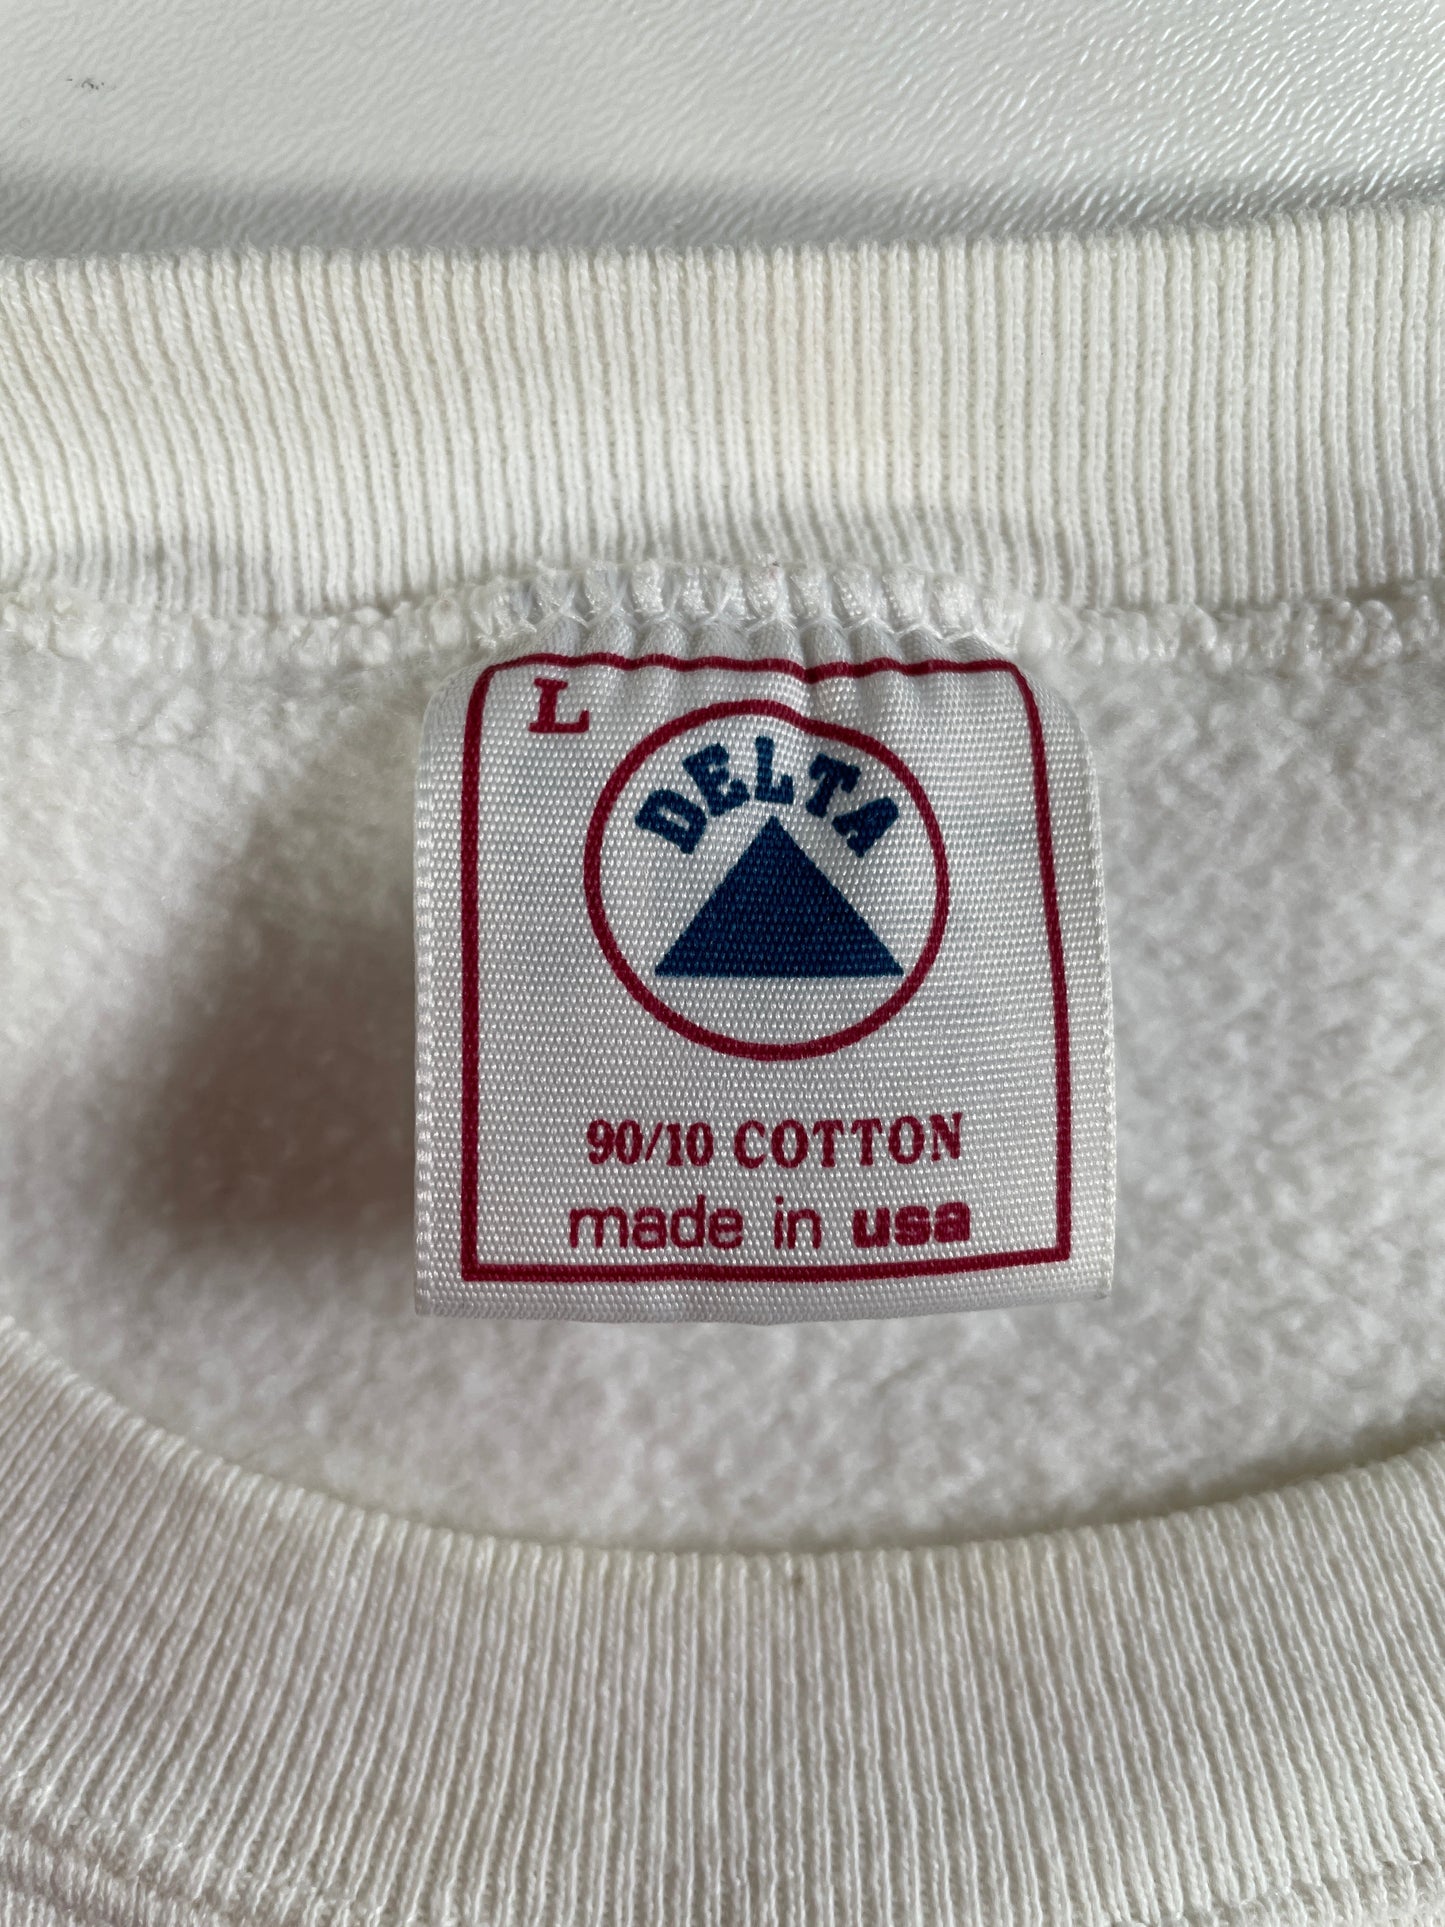 L
DELTA
90/10 COTTON
made in usa